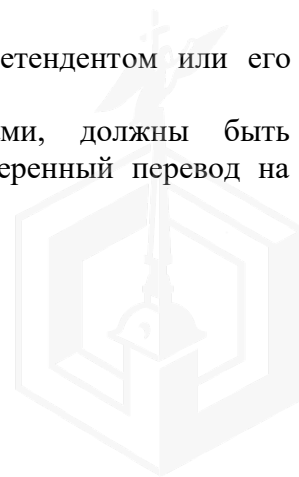 етендентом или его
ми, должны быть
еренный перевод на